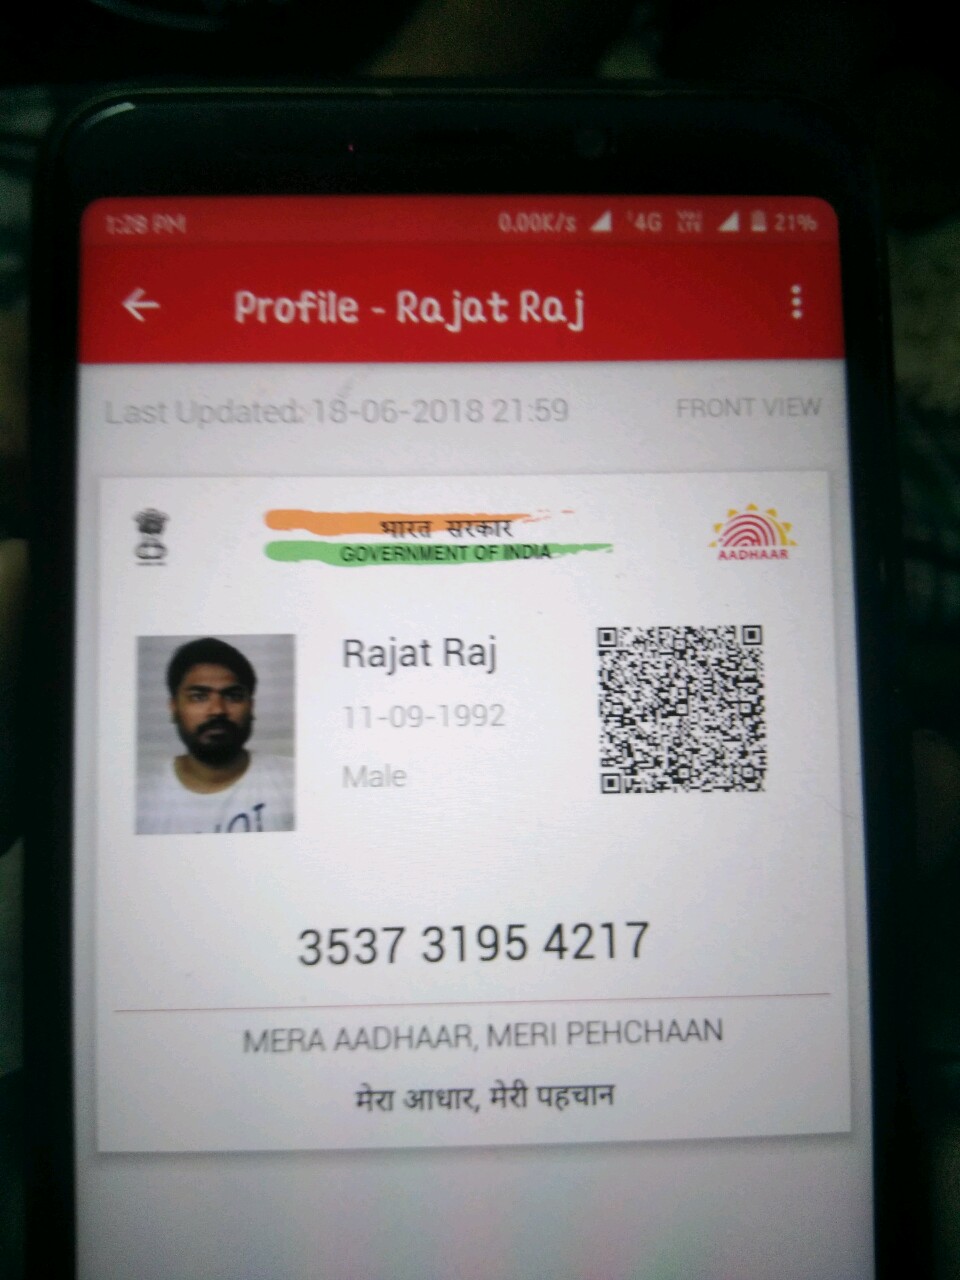 1:28 PM 0.00K/s 4G VoLTE 21%
Profile - Rajat Raj
Last Updated: 18-06-2018 21:59 FRONT VIEW
भारत सरकार
GOVERNMENT OF INDIA
AADHAAR
Rajat Raj
11-09-1992
Male
3537 3195 4217
MERA AADHAAR, MERI PEHCHAAN
मेरा आधार, मेरी पहचान